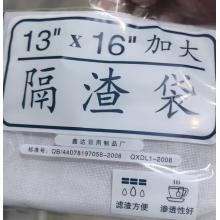 13" x 16" 加大
隔渣袋
鑫达日用制品厂
标准号：QB/44078197058-2008 QXDL1-2008
滤渣方便 渗透性好